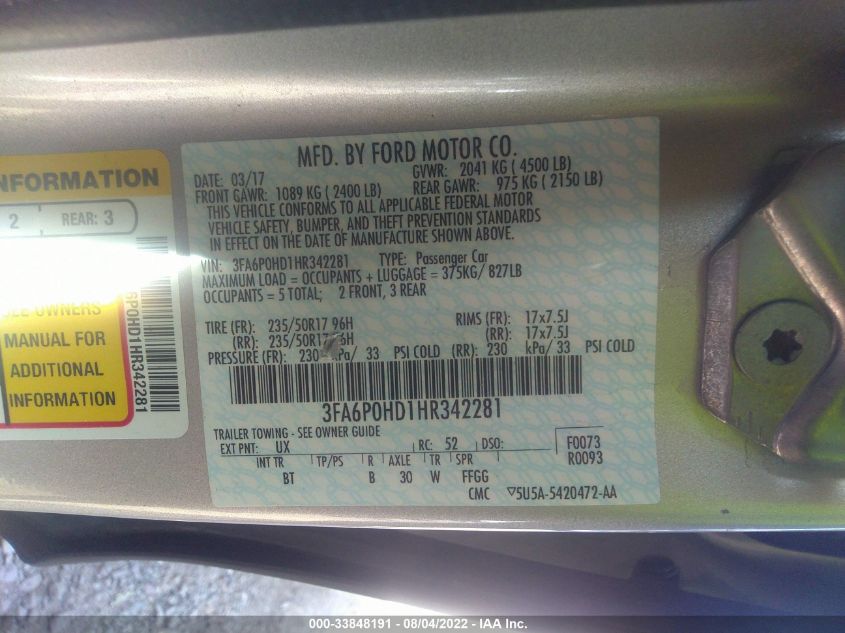 MFD. BY FORD MOTOR CO.
DATE: 03/17 GVWR: 2041 KG ( 4500 LB)
FRONT GAWR: 1089 KG ( 2400 LB) REAR GAWR: 975 KG ( 2150 LB)
THIS VEHICLE CONFORMS TO ALL APPLICABLE FEDERAL MOTOR
VEHICLE SAFETY, BUMPER, AND THEFT PREVENTION STANDARDS
IN EFFECT ON THE DATE OF MANUFACTURE SHOWN ABOVE.
VIN: 3FA6P0HD1HR342281 TYPE: Passenger Car
MAXIMUM LOAD = OCCUPANTS + LUGGAGE = 375KG/ 827LB
OCCUPANTS = 5 TOTAL; 2 FRONT, 3 REAR
TIRE (FR): 235/50R17 96H RIMS (FR): 17x7.5J
(RR): 235/50R17 (RR): 17x7.5J
PRESSURE (FR): 230 kPa/ 33 PSI COLD (RR): 230 kPa/ 33 PSI COLD
3FA6P0HD1HR342281
TRAILER TOWING - SEE OWNER GUIDE
EXT PNT: UX RC: 52 DSO: F0073
INT TR TP/PS R AXLE TR SPR R0093
BT B 30 W FFGG
CMC ▽5U5A-5420472-AA
NFORMATION
2 REAR: 3
OWNERS
MANUAL FOR
ADDITIONAL
INFORMATION
6P0HD1HR342281
000-33848191 - 08/04/2022 - IAA Inc.